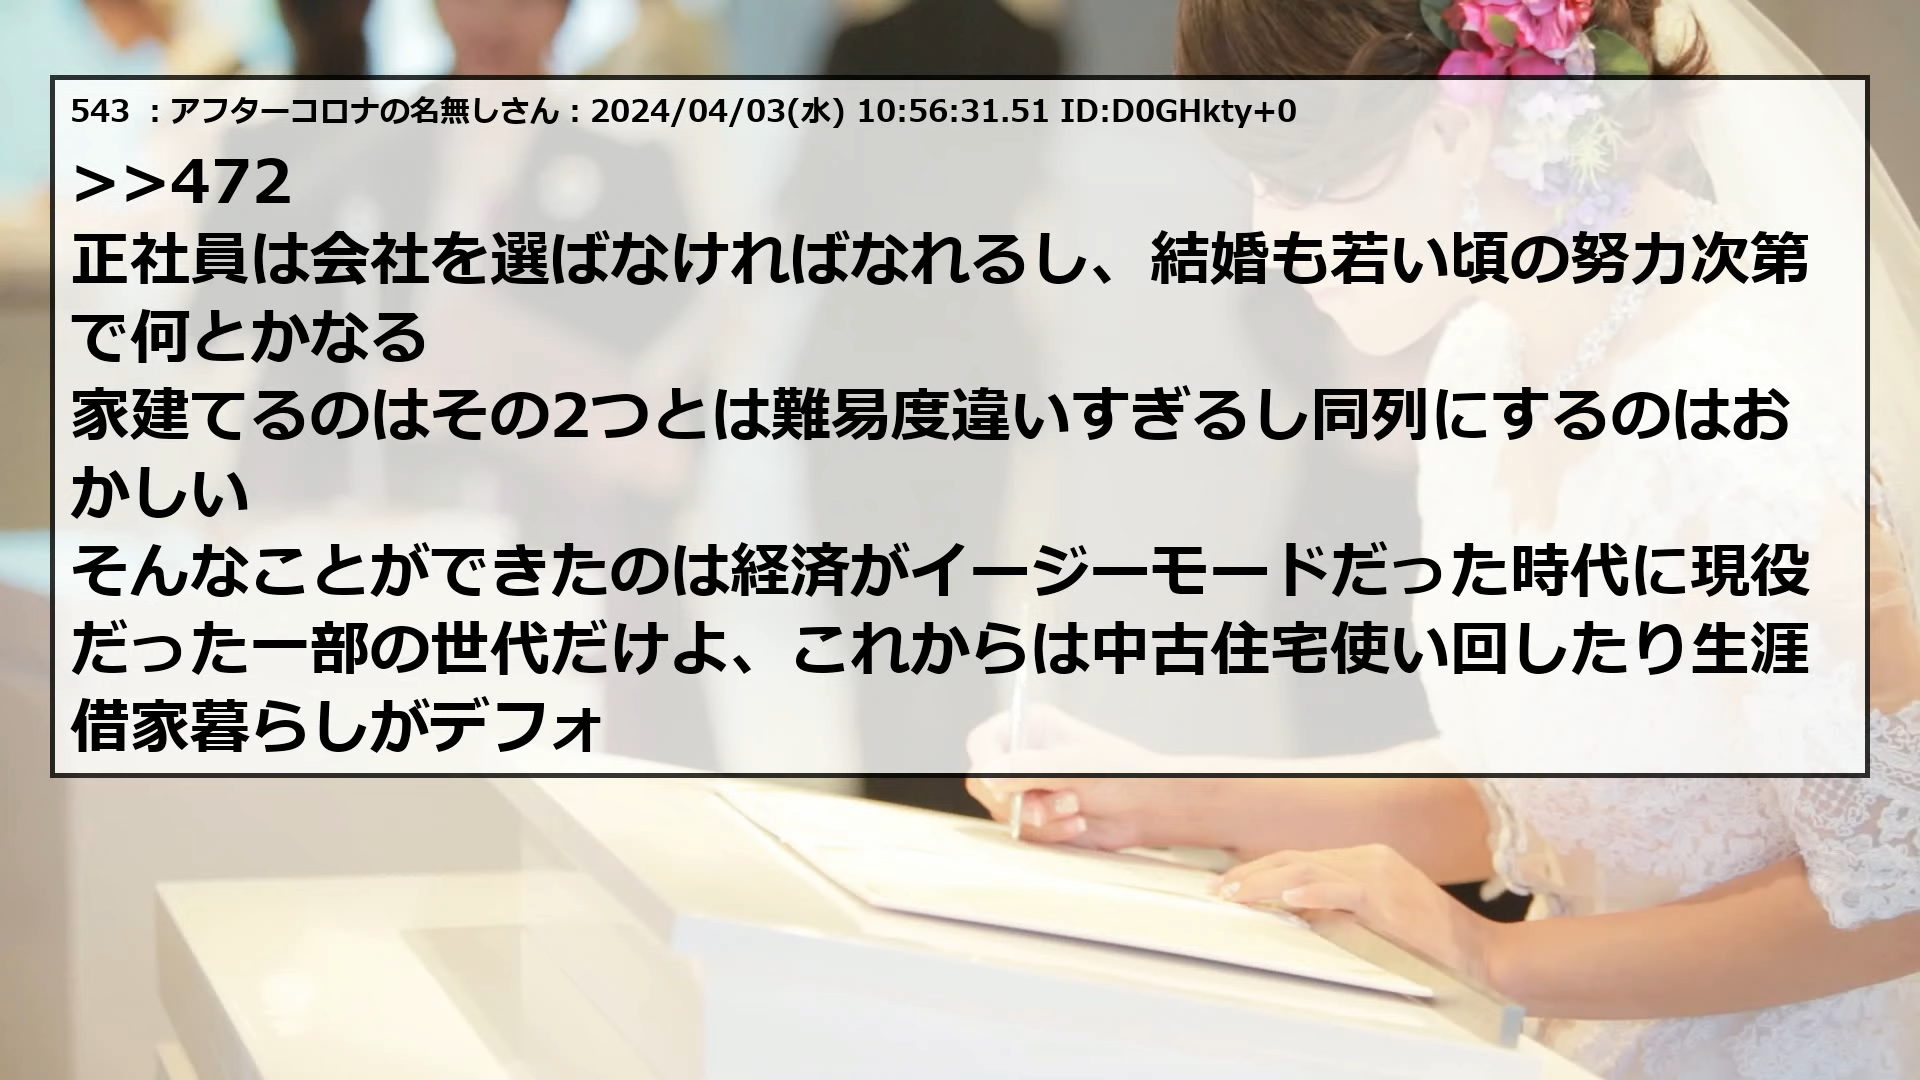 543 ：アフターコロナの名無しさん：2024/04/03(水) 10:56:31.51 ID:D0GHkty+0
>>472
正社員は会社を選ばなければなれるし、結婚も若い頃の努力次第
で何とかなる
家建てるのはその2つとは難易度違いすぎるし同列にするのはお
かしい
そんなことができたのは経済がイージーモードだった時代に現役
だった一部の世代だけよ、これからは中古住宅使い回したり生涯
借家暮らしがデフォ